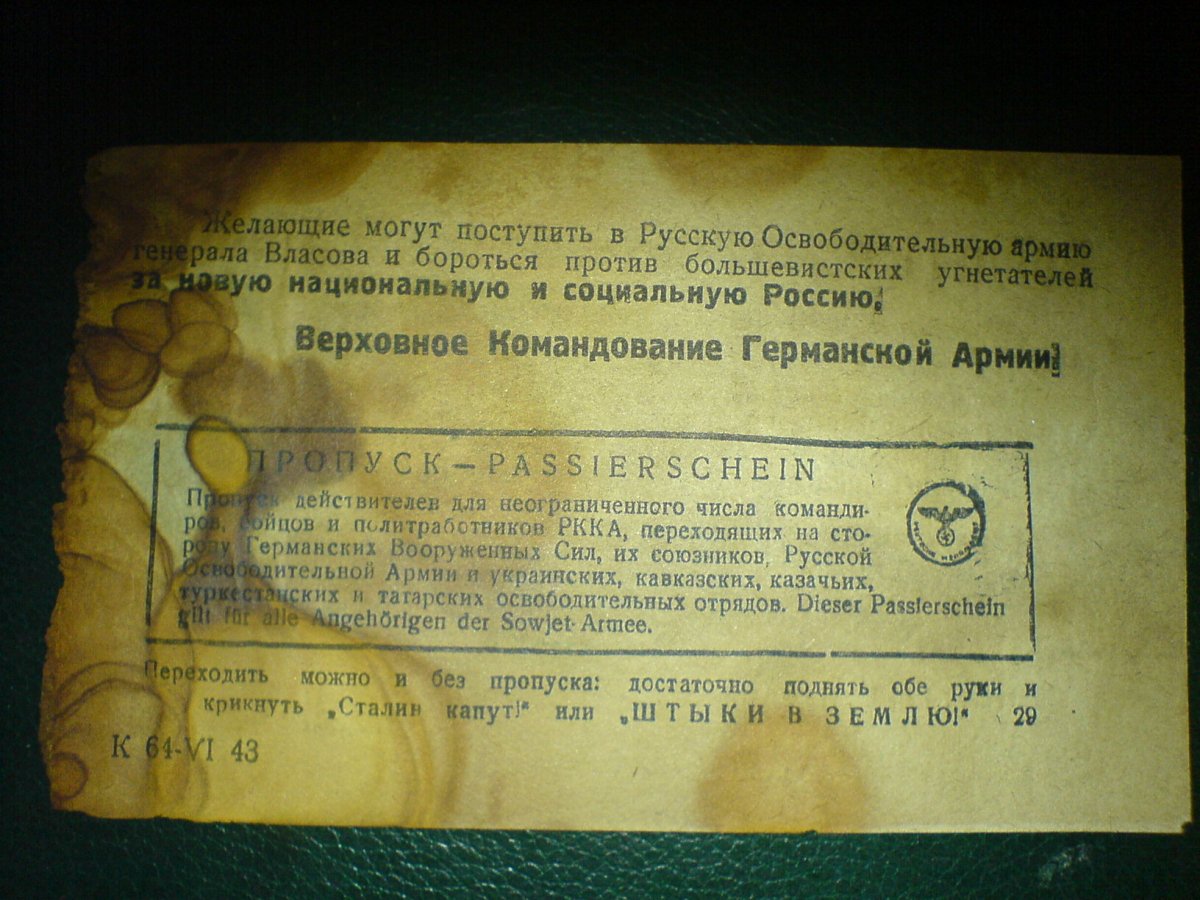 Желающие могут поступить в Русскую Освободительную армию
генерала Власова и бороться против большевистских угнетателей
за новую национальную и социальную Россию.
Верховное Командование Германской Армии
ПРОПУСК — PASSIERSCHEIN
Пропуск действителен для неограниченного числа команди-
ров, бойцов и политработников РККА, переходящих на сто-
рону Германских Вооруженных Сил, их союзников, Русской
Освободительной Армии и украинских, кавказских, казачьих,
туркестанских и татарских освободительных отрядов. Dieser Passierschein
gilt für alle Angehörigen der Sowjet-Armee.
Переходить можно и без пропуска: достаточно поднять обе руки и
крикнуть „Сталин капут!“ или „ШТЫКИ В ЗЕМЛЮ!“ 29
К 64-VI 43